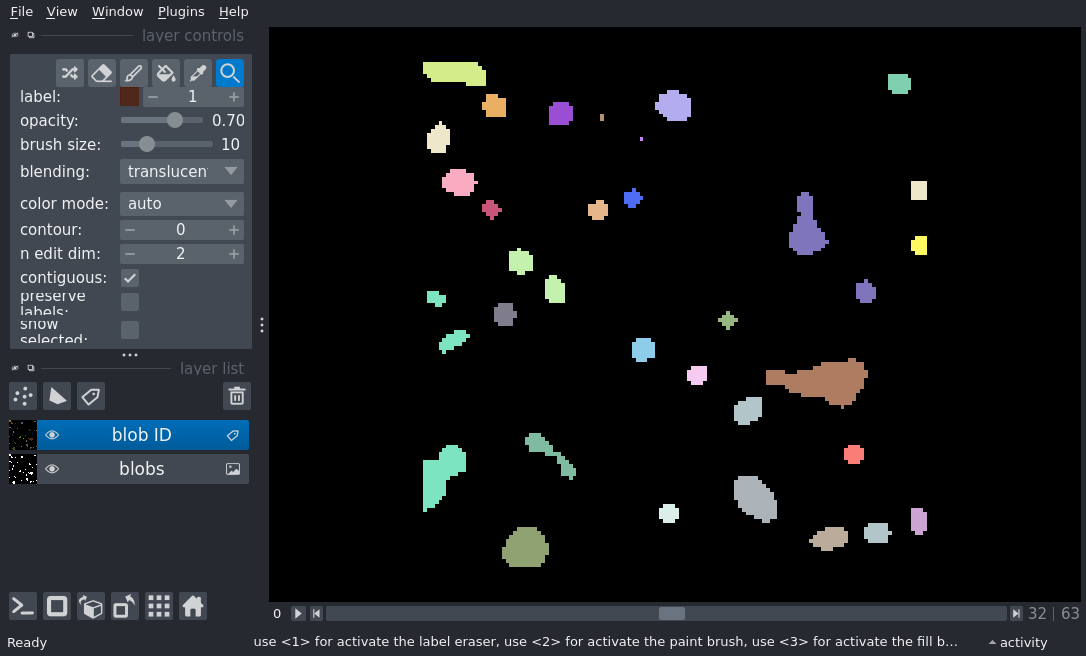 File View Window Plugins Help
layer controls
label: 1
opacity: 0.70
brush size: 10
blending: translucen
color mode: auto
contour: 0
n edit dim: 2
contiguous:
preserve
labels:
show
selected:
layer list
blob ID
blobs
0 32 | 63
Ready use <1> for activate the label eraser, use <2> for activate the paint brush, use <3> for activate the fill b... activity